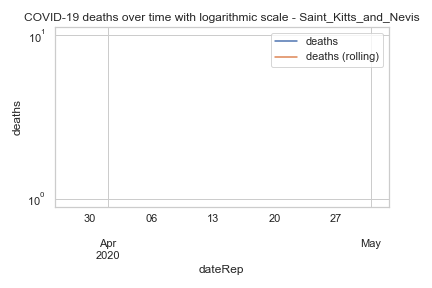 COVID-19 deaths over time with logarithmic scale - Saint_Kitts_and_Nevis
10¹
deaths
deaths (rolling)
deaths
10⁰
30 06 13 20 27
Apr May
2020
dateRep